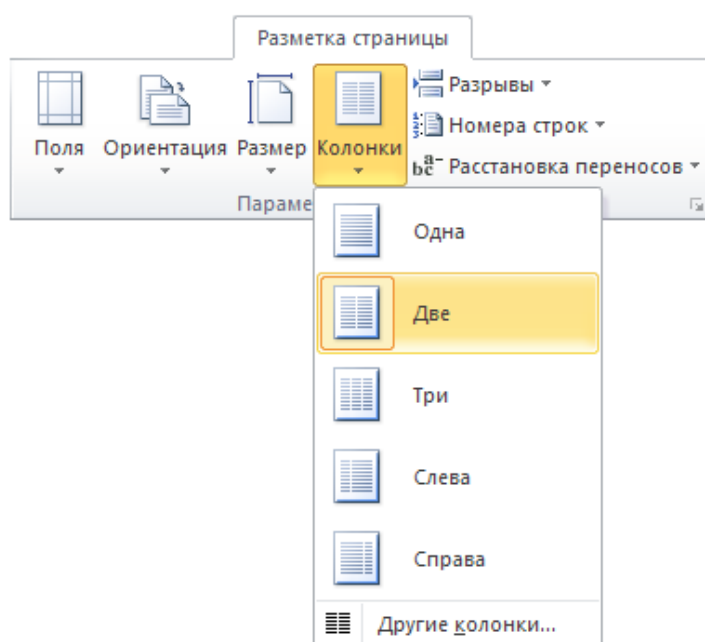 Разметка страницы
Поля
Ориентация
Размер
Колонки
Разрывы
Номера строк
Расстановка переносов
Параме
Одна
Две
Три
Слева
Справа
Другие колонки...